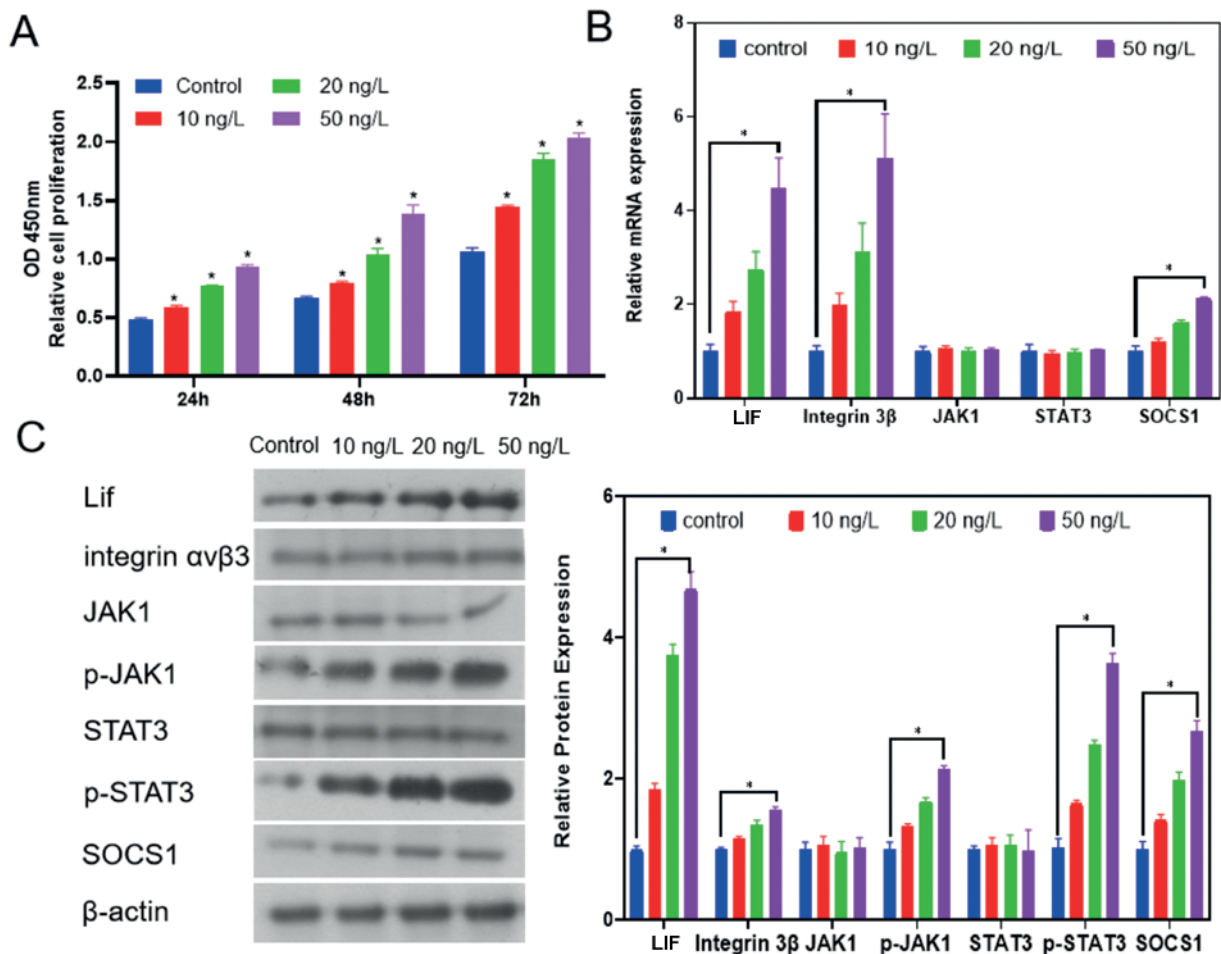 A
Control
20 ng/L
10 ng/L
50 ng/L
OD 450nm
Relative cell proliferation
2.5
2.0
1.5
1.0
0.5
0.0
* * *
* * *
* * *
24h
48h
72h
B
control
10 ng/L
20 ng/L
50 ng/L
Relative mRNA expression
8
6
4
2
0
*
*
*
LIF
Integrin 3β
JAK1
STAT3
SOCS1
C
Control 10 ng/L 20 ng/L 50 ng/L
Lif
integrin αvβ3
JAK1
p-JAK1
STAT3
p-STAT3
SOCS1
β-actin
control
10 ng/L
20 ng/L
50 ng/L
Relative Protein Expression
6
4
2
0
*
*
*
*
*
LIF
Integrin 3β
JAK1
p-JAK1
STAT3
p-STAT3
SOCS1